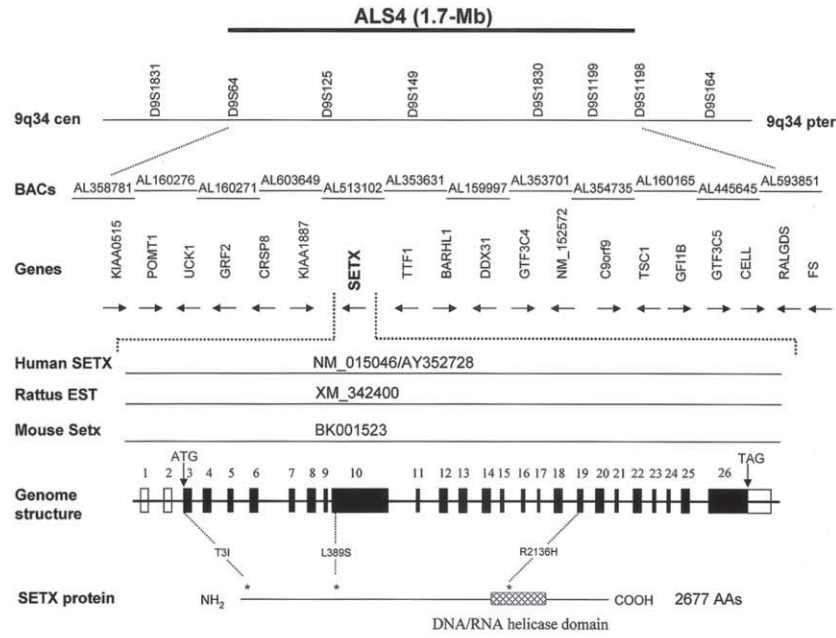 ALS4 (1.7-Mb)
D9S1831 D9S64 D9S125 D9S149 D9S1830 D9S1199 D9S1198 D9S164
9q34 cen 9q34 pter
BACs AL358781 AL160276 AL160271 AL603649 AL513102 AL353631 AL159997 AL353701 AL354735 AL160165 AL445645 AL593851
Genes KIAA0515 POMT1 UCK1 GRF2 CRSP8 KIAA1887 SETX TTF1 BARHL1 DDX31 GTF3C4 NM_152572 C9orf9 TSC1 GFI1B GTF3C5 CELL RALGDS FS
Human SETX NM_015046/AY352728
Rattus EST XM_342400
Mouse Setx BK001523
ATG TAG
1 2 3 4 5 6 7 8 9 10 11 12 13 14 15 16 17 18 19 20 21 22 23 24 25 26
Genome
structure
T3I L389S R2136H
* * *
SETX protein NH2 COOH 2677 AAs
DNA/RNA helicase domain